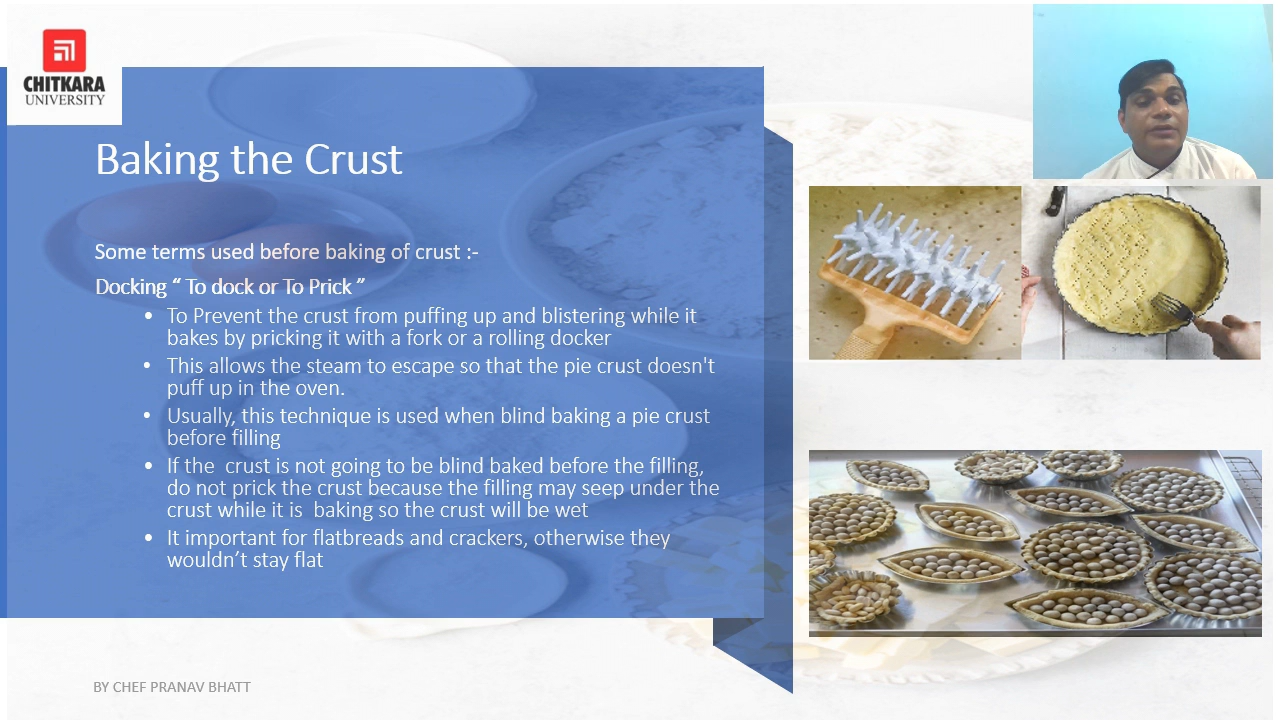 CHITKARA
UNIVERSITY
Baking the Crust
Some terms used before baking of crust :-
Docking “ To dock or To Prick ”
• To Prevent the crust from puffing up and blistering while it
bakes by pricking it with a fork or a rolling docker
• This allows the steam to escape so that the pie crust doesn't
puff up in the oven.
• Usually, this technique is used when blind baking a pie crust
before filling
• If the  crust is not going to be blind baked before the filling,
do not prick the crust because the filling may seep under the
crust while it is  baking so the crust will be wet
• It important for flatbreads and crackers, otherwise they
wouldn’t stay flat
BY CHEF PRANAV BHATT